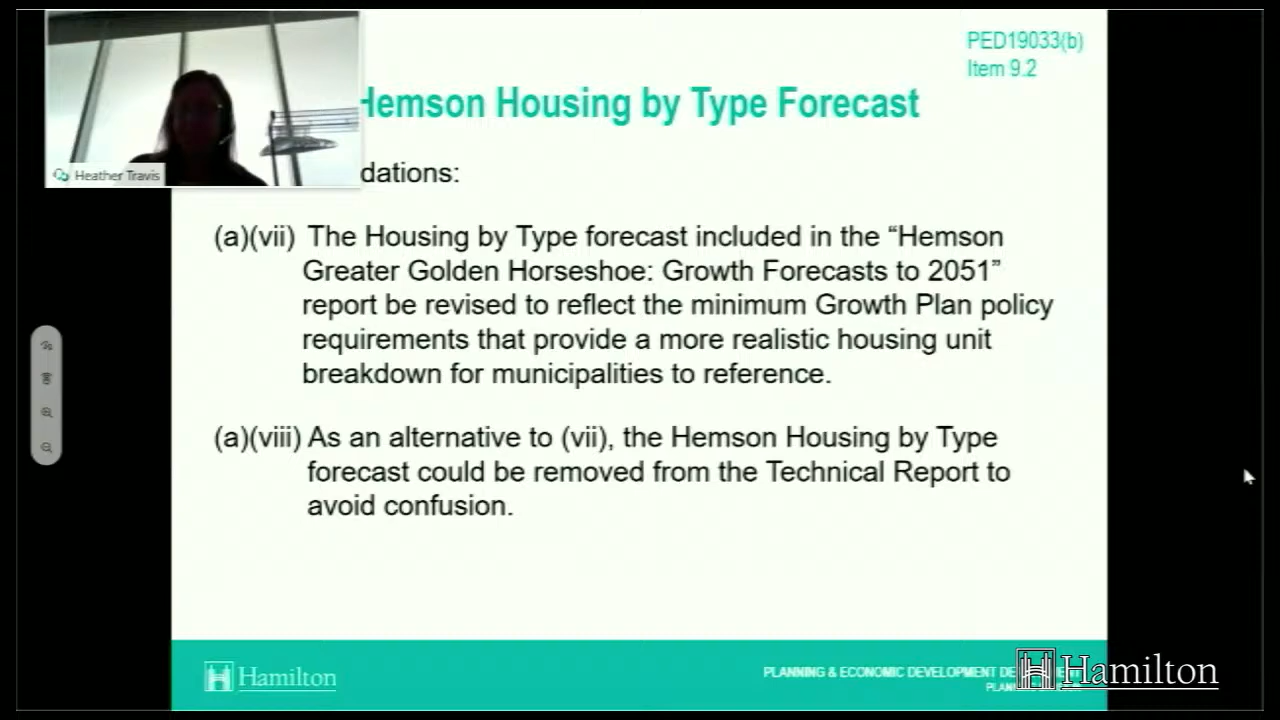 PED19033(b)
Item 9.2
Hemson Housing by Type Forecast
Heather Travis
dations:
(a)(vii) The Housing by Type forecast included in the “Hemson
Greater Golden Horseshoe: Growth Forecasts to 2051”
report be revised to reflect the minimum Growth Plan policy
requirements that provide a more realistic housing unit
breakdown for municipalities to reference.
(a)(viii) As an alternative to (vii), the Hemson Housing by Type
forecast could be removed from the Technical Report to
avoid confusion.
Hamilton
PLANNING & ECONOMIC DEVELOPMENT
Hamilton